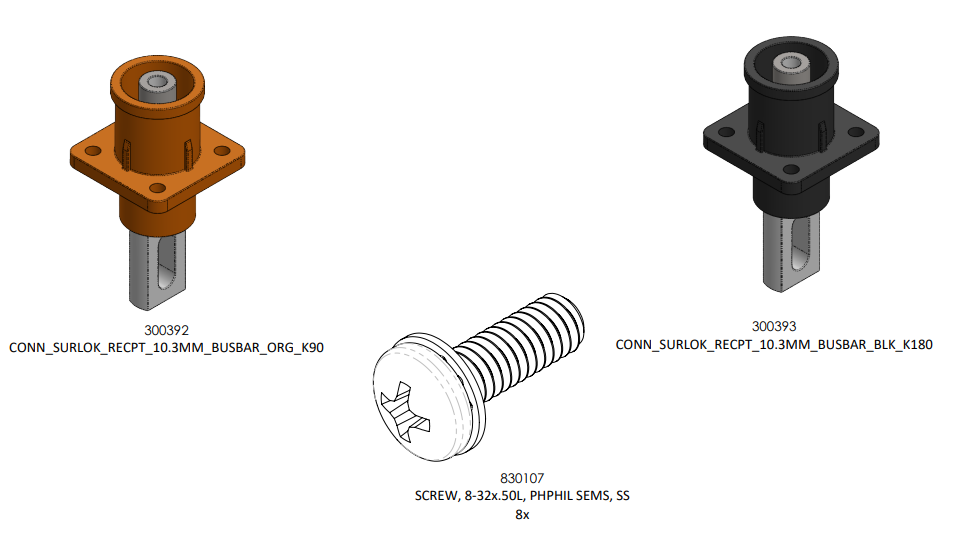 300392
CONN_SURLOK_RECPT_10.3MM_BUSBAR_ORG_K90
300393
CONN_SURLOK_RECPT_10.3MM_BUSBAR_BLK_K180
830107
SCREW, 8-32x.50L, PHPHIL SEMS, SS
8x